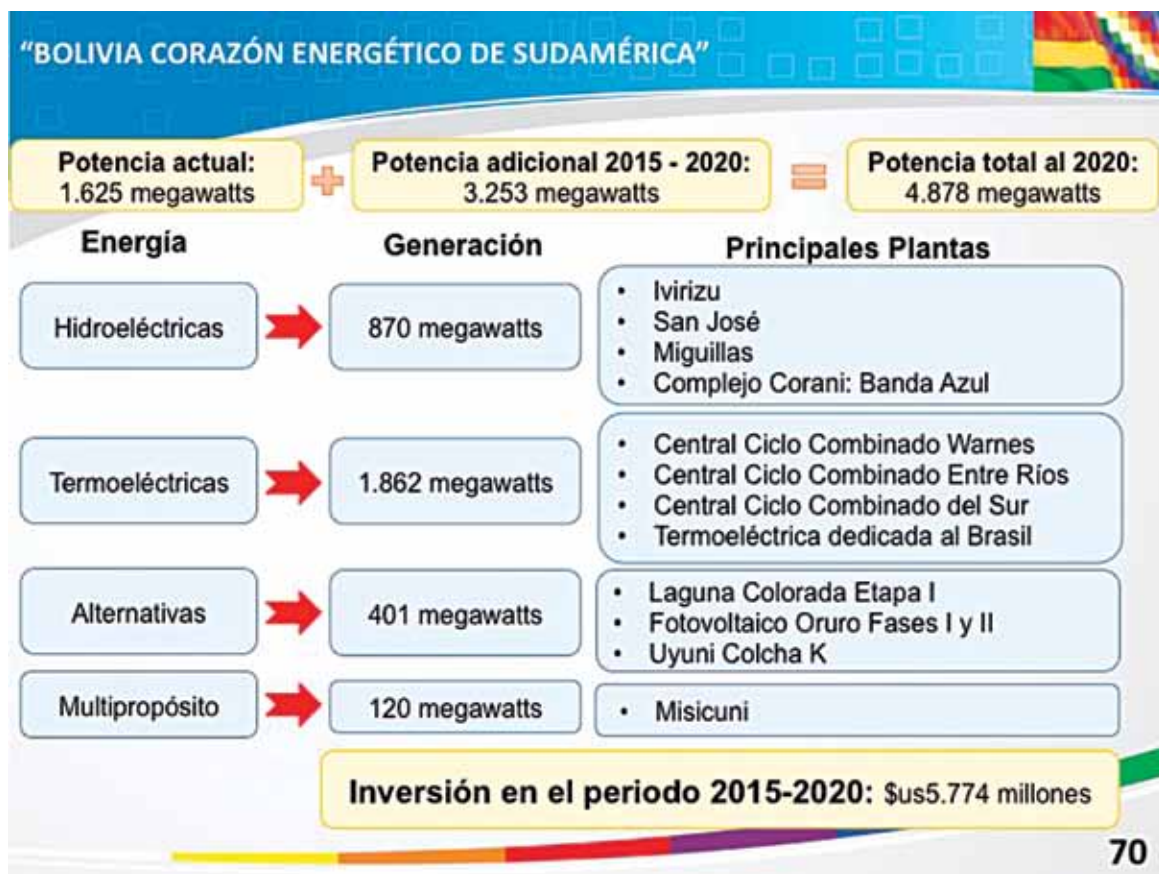 "BOLIVIA CORAZÓN ENERGÉTICO DE SUDAMÉRICA"
Potencia actual:
1.625 megawatts
Potencia adicional 2015 - 2020:
3.253 megawatts
Potencia total al 2020:
4.878 megawatts
Energía
Generación
Principales Plantas
Hidroeléctricas
870 megawatts
• Ivirizu
• San José
• Miguillas
• Complejo Corani: Banda Azul
Termoeléctricas
1.862 megawatts
• Central Ciclo Combinado Warnes
• Central Ciclo Combinado Entre Ríos
• Central Ciclo Combinado del Sur
• Termoeléctrica dedicada al Brasil
Alternativas
401 megawatts
• Laguna Colorada Etapa I
• Fotovoltaico Oruro Fases I y II
• Uyuni Colcha K
Multipropósito
120 megawatts
• Misicuni
Inversión en el periodo 2015-2020: $us5.774 millones
70